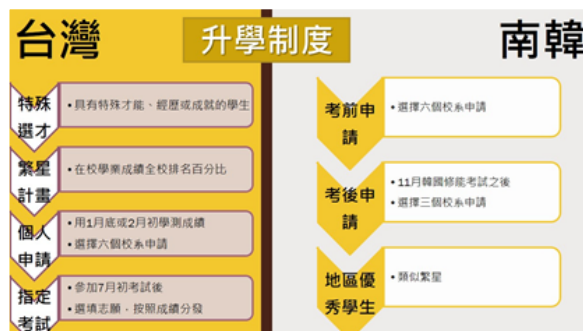 台灣
升學制度
南韓
特殊
選才
• 具有特殊才能、經歷或成就的學生
繁星
計畫
• 在校學業成績全校排名百分比
個人
申請
• 用1月底或2月初學測成績
• 選擇六個校系申請
指定
考試
• 參加7月初考試後
• 選填志願，按照成績分發
考前申
請
• 選擇六個校系申請
考後申
請
• 11月韓國修能考試之後
• 選擇三個校系申請
地區優
秀學生
• 類似繁星